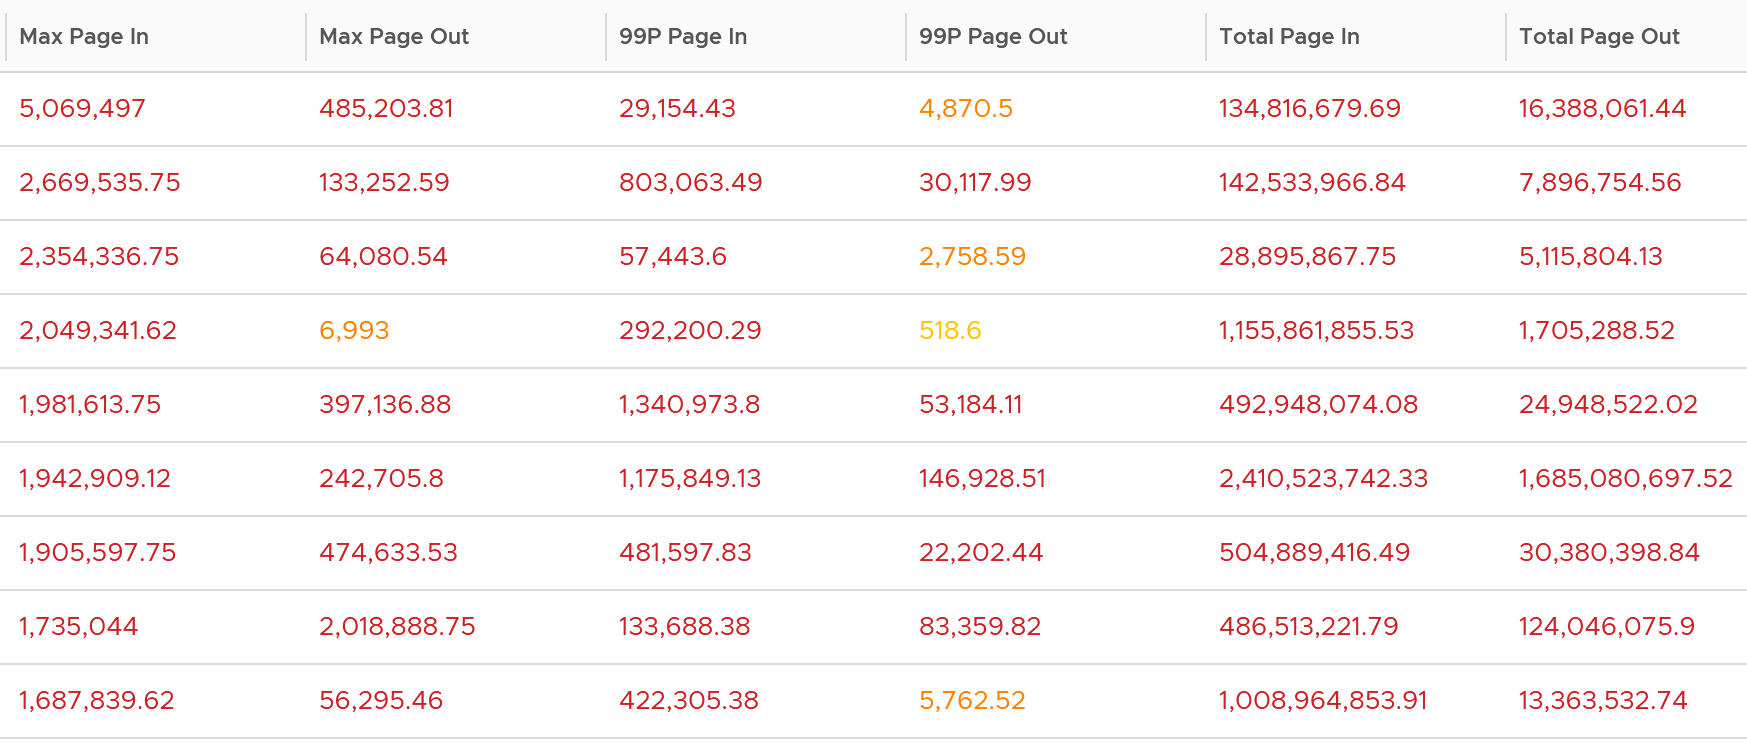 Max Page In Max Page Out 99P Page In 99P Page Out Total Page In Total Page Out
5,069,497 485,203.81 29,154.43 4,870.5 134,816,679.69 16,388,061.44
2,669,535.75 133,252.59 803,063.49 30,117.99 142,533,966.84 7,896,754.56
2,354,336.75 64,080.54 57,443.6 2,758.59 28,895,867.75 5,115,804.13
2,049,341.62 6,993 292,200.29 518.6 1,155,861,855.53 1,705,288.52
1,981,613.75 397,136.88 1,340,973.8 53,184.11 492,948,074.08 24,948,522.02
1,942,909.12 242,705.8 1,175,849.13 146,928.51 2,410,523,742.33 1,685,080,697.52
1,905,597.75 474,633.53 481,597.83 22,202.44 504,889,416.49 30,380,398.84
1,735,044 2,018,888.75 133,688.38 83,359.82 486,513,221.79 124,046,075.9
1,687,839.62 56,295.46 422,305.38 5,762.52 1,008,964,853.91 13,363,532.74